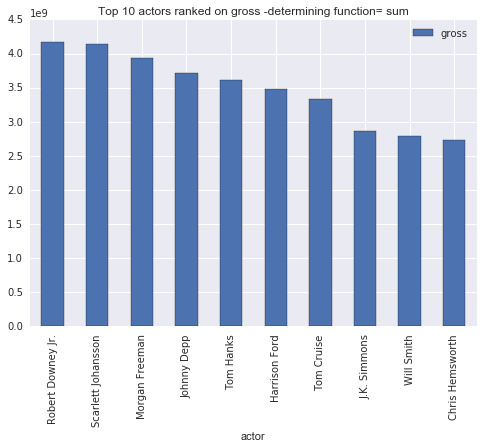 Top 10 actors ranked on gross -determining function= sum
1e9
4.5
4.0
3.5
3.0
2.5
2.0
1.5
1.0
0.5
0.0
gross
Robert Downey Jr.
Scarlett Johansson
Morgan Freeman
Johnny Depp
Tom Hanks
Harrison Ford
Tom Cruise
J.K. Simmons
Will Smith
Chris Hemsworth
actor